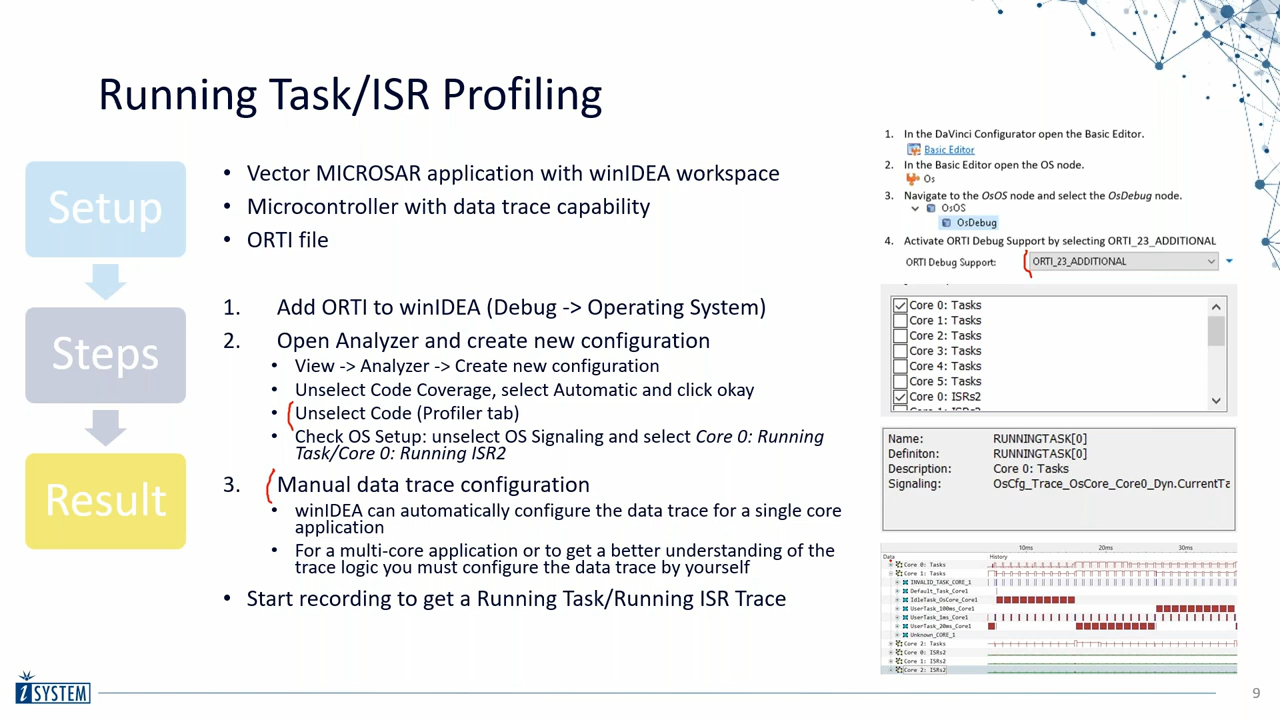 Running Task/ISR Profiling
Setup
• Vector MICROSAR application with winIDEA workspace
• Microcontroller with data trace capability
• ORTI file
Steps
1. Add ORTI to winIDEA (Debug -> Operating System)
2. Open Analyzer and create new configuration
• View -> Analyzer -> Create new configuration
• Unselect Code Coverage, select Automatic and click okay
• Unselect Code (Profiler tab)
• Check OS Setup: unselect OS Signaling and select Core 0: Running
Task/Core 0: Running ISR2
3. Manual data trace configuration
• winIDEA can automatically configure the data trace for a single core
application
• For a multi-core application or to get a better understanding of the
trace logic you must configure the data trace by yourself
Result
• Start recording to get a Running Task/Running ISR Trace
1. In the DaVinci Configurator open the Basic Editor.
Basic Editor
2. In the Basic Editor open the OS node.
Os
3. Navigate to the OsOS node and select the OsDebug node.
OsOS
OsDebug
4. Activate ORTI Debug Support by selecting ORTI_23_ADDITIONAL
ORTI Debug Support: ORTI_23_ADDITIONAL
Core 0: Tasks
Core 1: Tasks
Core 2: Tasks
Core 3: Tasks
Core 4: Tasks
Core 5: Tasks
Core 0: ISRs2
Name: RUNNINGTASK[0]
Definiton: RUNNINGTASK[0]
Description: Core 0: Tasks
Signaling: OsCfg_Trace_OsCore_Core0_Dyn.CurrentTa
10ms 20ms 30ms
Data History
Core 0: Tasks
Core 1: Tasks
INVALID_TASK_CORE_1
Default_Task_Core1
IdleTask_OsCore_Core1
UserTask_100ms_Core1
UserTask_1ms_Core1
UserTask_20ms_Core1
Unknown_CORE_1
Core 2: Tasks
Core 0: ISRs2
Core 1: ISRs2
Core 2: ISRs2
iSYSTEM
9